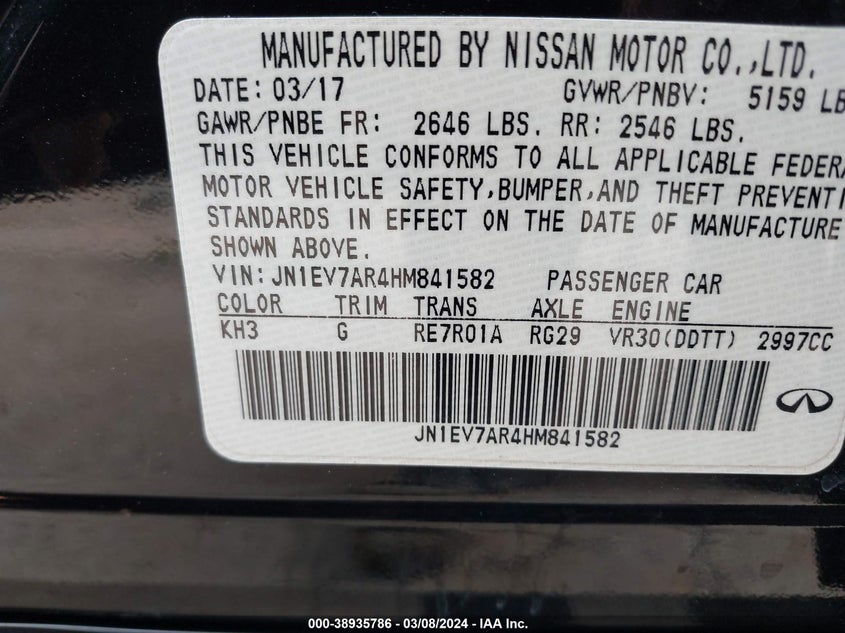 MANUFACTURED BY NISSAN MOTOR CO.,LTD.
DATE: 03/17 GVWR/PNBV: 5159 LB
GAWR/PNBE FR: 2646 LBS. RR: 2546 LBS.
THIS VEHICLE CONFORMS TO ALL APPLICABLE FEDERA
MOTOR VEHICLE SAFETY,BUMPER,AND THEFT PREVENTI
STANDARDS IN EFFECT ON THE DATE OF MANUFACTURE
SHOWN ABOVE.
VIN:JN1EV7AR4HM841582 PASSENGER CAR
COLOR TRIM TRANS AXLE ENGINE
KH3 G RE7R01A RG29 VR30(DDTT) 2997CC
JN1EV7AR4HM841582
000-38935786 - 03/08/2024 - IAA Inc.